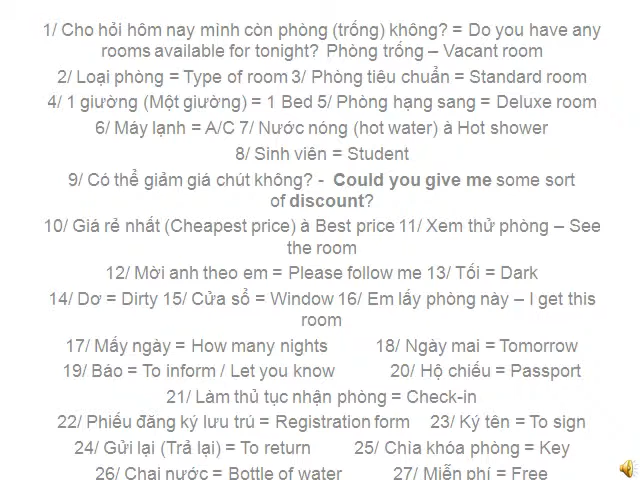 1/ Cho hỏi hôm nay mình còn phòng (trống) không? = Do you have any
rooms available for tonight? Phòng trống – Vacant room
2/ Loại phòng = Type of room 3/ Phòng tiêu chuẩn = Standard room
4/ 1 giường (Một giường) = 1 Bed 5/ Phòng hạng sang = Deluxe room
6/ Máy lạnh = A/C 7/ Nước nóng (hot water) à Hot shower
8/ Sinh viên = Student
9/ Có thể giảm giá chút không? - Could you give me some sort
of discount?
10/ Giá rẻ nhất (Cheapest price) à Best price 11/ Xem thử phòng – See
the room
12/ Mời anh theo em = Please follow me 13/ Tối = Dark
14/ Dơ = Dirty 15/ Cửa sổ = Window 16/ Em lấy phòng này – I get this
room
17/ Mấy ngày = How many nights 18/ Ngày mai = Tomorrow
19/ Báo = To inform / Let you know 20/ Hộ chiếu = Passport
21/ Làm thủ tục nhận phòng = Check-in
22/ Phiếu đăng ký lưu trú = Registration form 23/ Ký tên = To sign
24/ Gửi lại (Trả lại) = To return 25/ Chìa khóa phòng = Key
26/ Chai nước = Bottle of water 27/ Miễn phí = Free